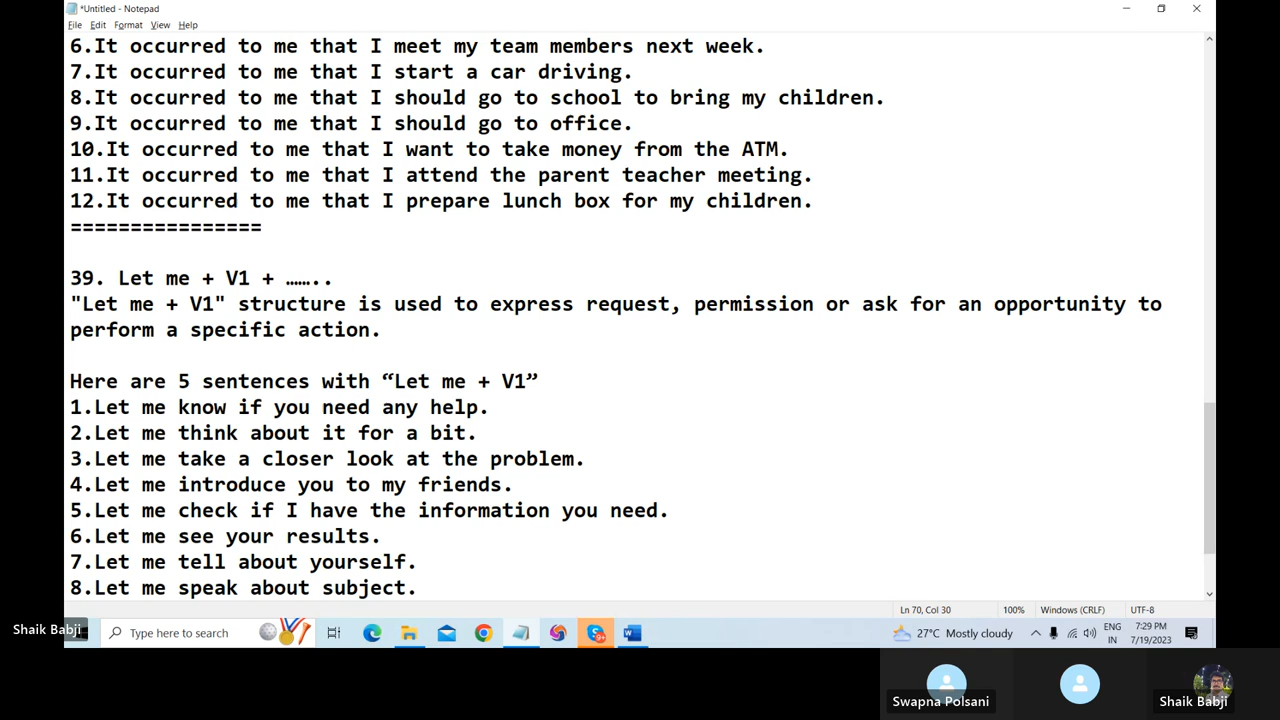 *Untitled - Notepad
File Edit Format View Help
6.It occurred to me that I meet my team members next week.
7.It occurred to me that I start a car driving.
8.It occurred to me that I should go to school to bring my children.
9.It occurred to me that I should go to office.
10.It occurred to me that I want to take money from the ATM.
11.It occurred to me that I attend the parent teacher meeting.
12.It occurred to me that I prepare lunch box for my children.
================
39. Let me + V1 + ……..
"Let me + V1" structure is used to express request, permission or ask for an opportunity to
perform a specific action.
Here are 5 sentences with “Let me + V1”
1.Let me know if you need any help.
2.Let me think about it for a bit.
3.Let me take a closer look at the problem.
4.Let me introduce you to my friends.
5.Let me check if I have the information you need.
6.Let me see your results.
7.Let me tell about yourself.
8.Let me speak about subject.
Ln 70, Col 30 100% Windows (CRLF) UTF-8
Shaik Babji
Type here to search
27°C Mostly cloudy
ENG
IN
7:29 PM
7/19/2023
Swapna Polsani
Shaik Babji